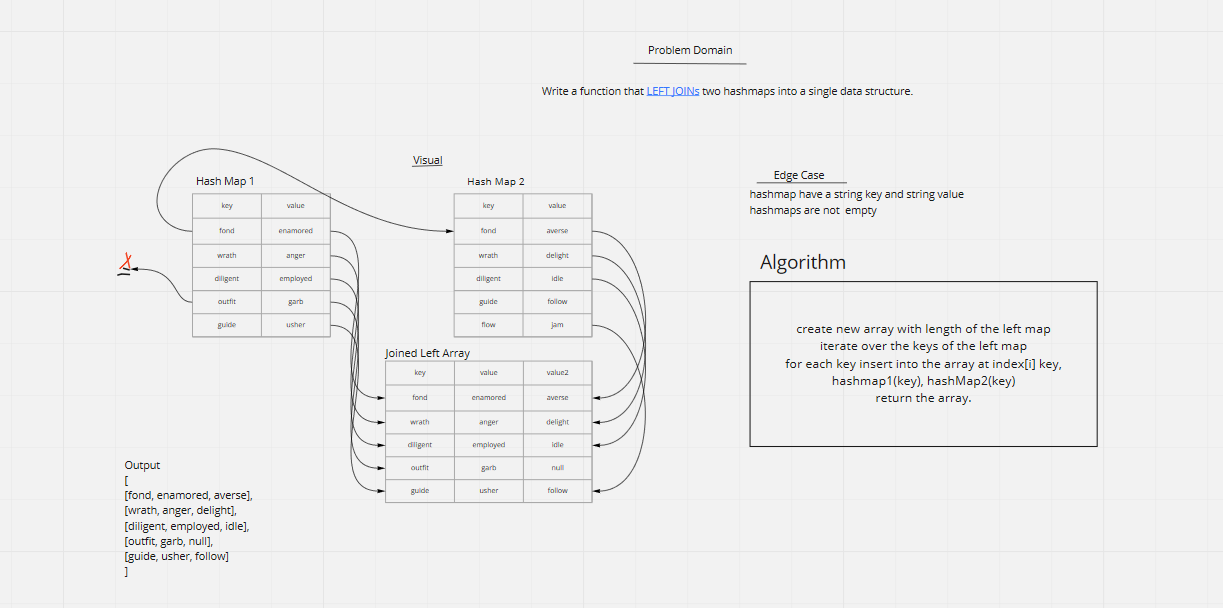 Problem Domain
Write a function that LEFT JOINs two hashmaps into a single data structure.
Visual
Hash Map 1
key value
fond enamored
wrath anger
diligent employed
outfit garb
guide usher
X
Hash Map 2
key value
fond averse
wrath delight
diligent idle
guide follow
flow jam
Joined Left Array
key value value2
fond enamored averse
wrath anger delight
diligent employed idle
outfit garb null
guide usher follow
Edge Case
hashmap have a string key and string value
hashmaps are not empty
Algorithm
create new array with length of the left map
iterate over the keys of the left map
for each key insert into the array at index[i] key,
hashmap1(key), hashMap2(key)
return the array.
Output
[
[fond, enamored, averse],
[wrath, anger, delight],
[diligent, employed, idle],
[outfit, garb, null],
[guide, usher, follow]
]